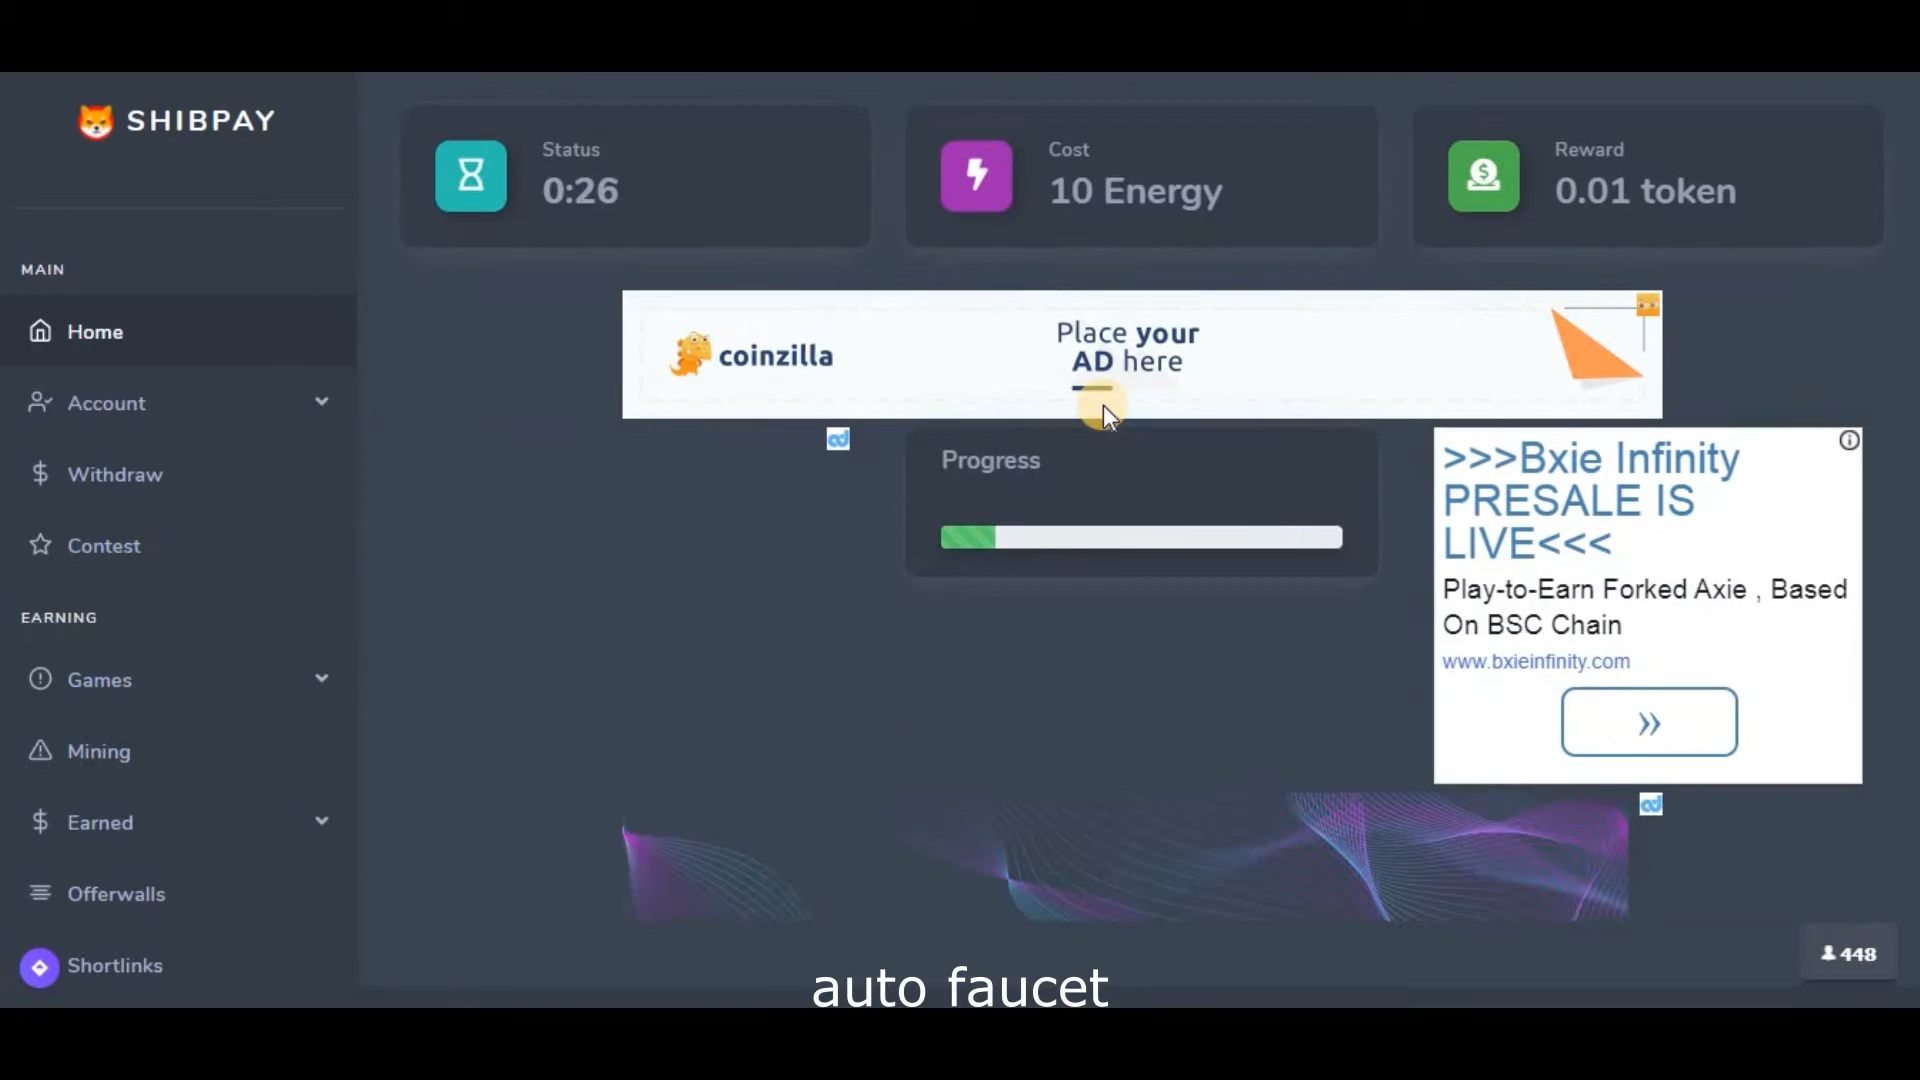 SHIBPAY
MAIN
Home
Account
Withdraw
Contest
EARNING
Games
Mining
Earned
Offerwalls
Shortlinks
Status
0:26
Cost
10 Energy
Reward
0.01 token
coinzilla
Place your
AD here
ad
Progress
>>>Bxie Infinity
PRESALE IS
LIVE<<<
Play-to-Earn Forked Axie , Based
On BSC Chain
www.bxieinfinity.com
»
ad
448
auto faucet